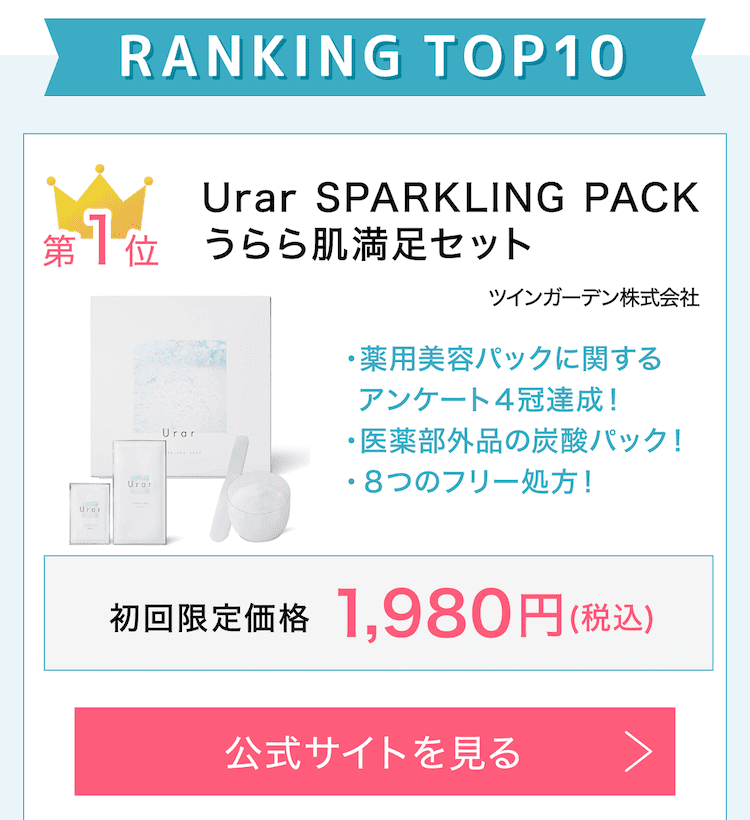 RANKING TOP10
第1位
Urar SPARKLING PACK
うらら肌満足セット
ツインガーデン株式会社
・薬用美容パックに関する
アンケート4冠達成!
・医薬部外品の炭酸パック!
・8つのフリー処方!
Urar
Urar
Urar
初回限定価格 1,980円(税込)
公式サイトを見る